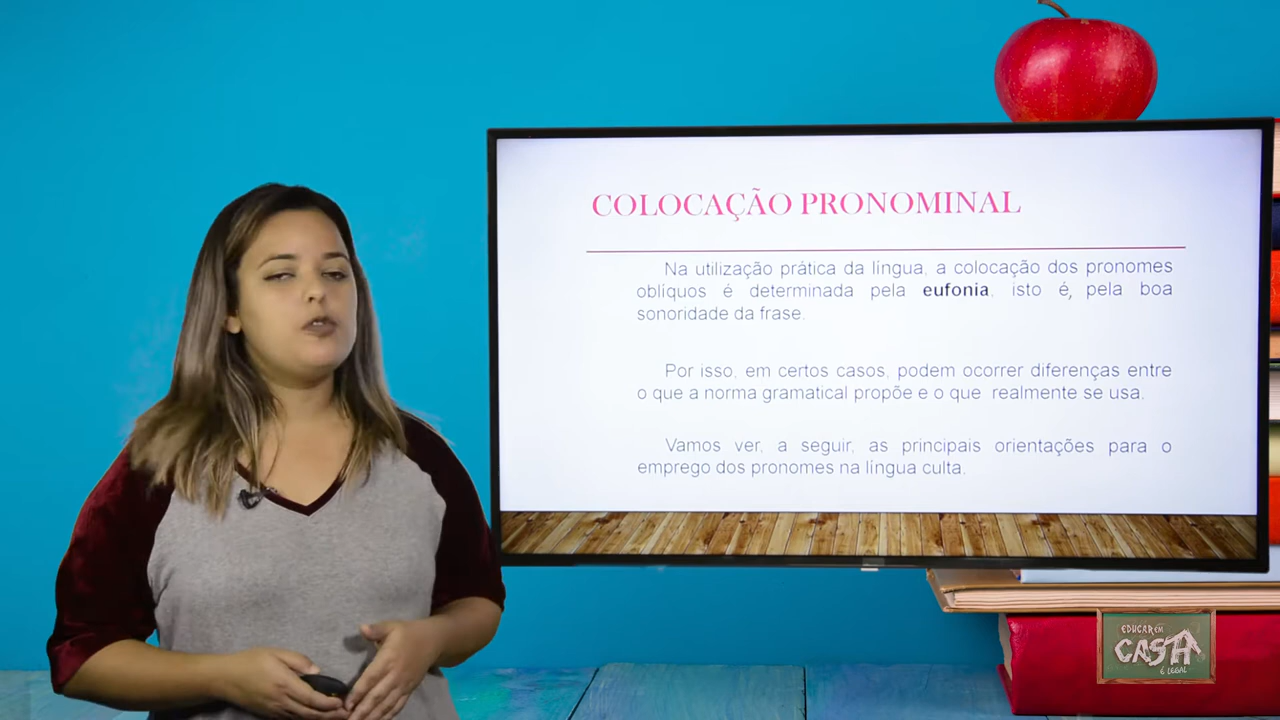 COLOCAÇÃO PRONOMINAL
Na utilização prática da língua, a colocação dos pronomes
oblíquos é determinada pela eufonia, isto é, pela boa
sonoridade da frase.
Por isso, em certos casos, podem ocorrer diferenças entre
o que a norma gramatical propõe e o que realmente se usa.
Vamos ver, a seguir, as principais orientações para o
emprego dos pronomes na língua culta.
EDUCAR EM
CASA
É LEGAL